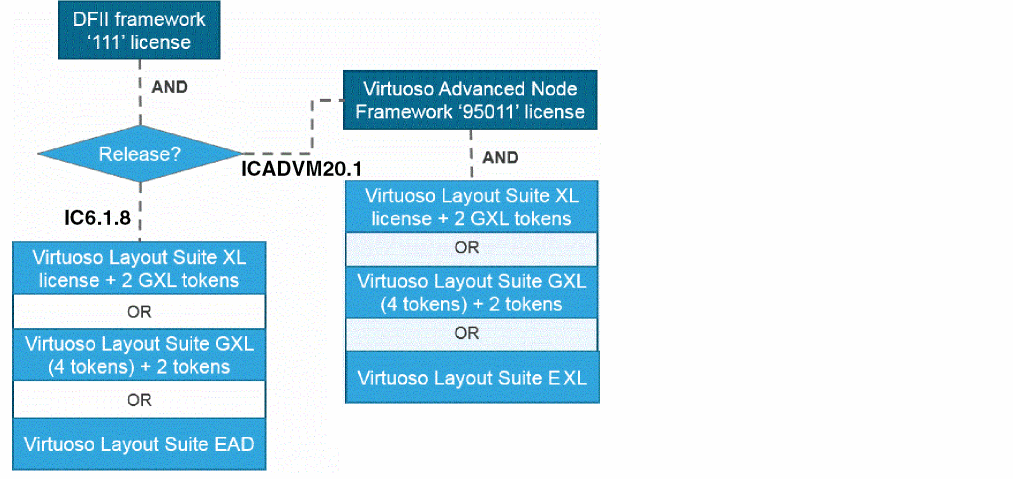 DFII framework
‘111’ license
AND
Release?
IC6.1.8
Virtuoso Layout Suite XL
license + 2 GXL tokens
OR
Virtuoso Layout Suite GXL
(4 tokens) + 2 tokens
OR
Virtuoso Layout Suite EAD
ICADVM20.1
Virtuoso Advanced Node
Framework ‘95011’ license
AND
Virtuoso Layout Suite XL
license + 2 GXL tokens
OR
Virtuoso Layout Suite GXL
(4 tokens) + 2 tokens
OR
Virtuoso Layout Suite EXL